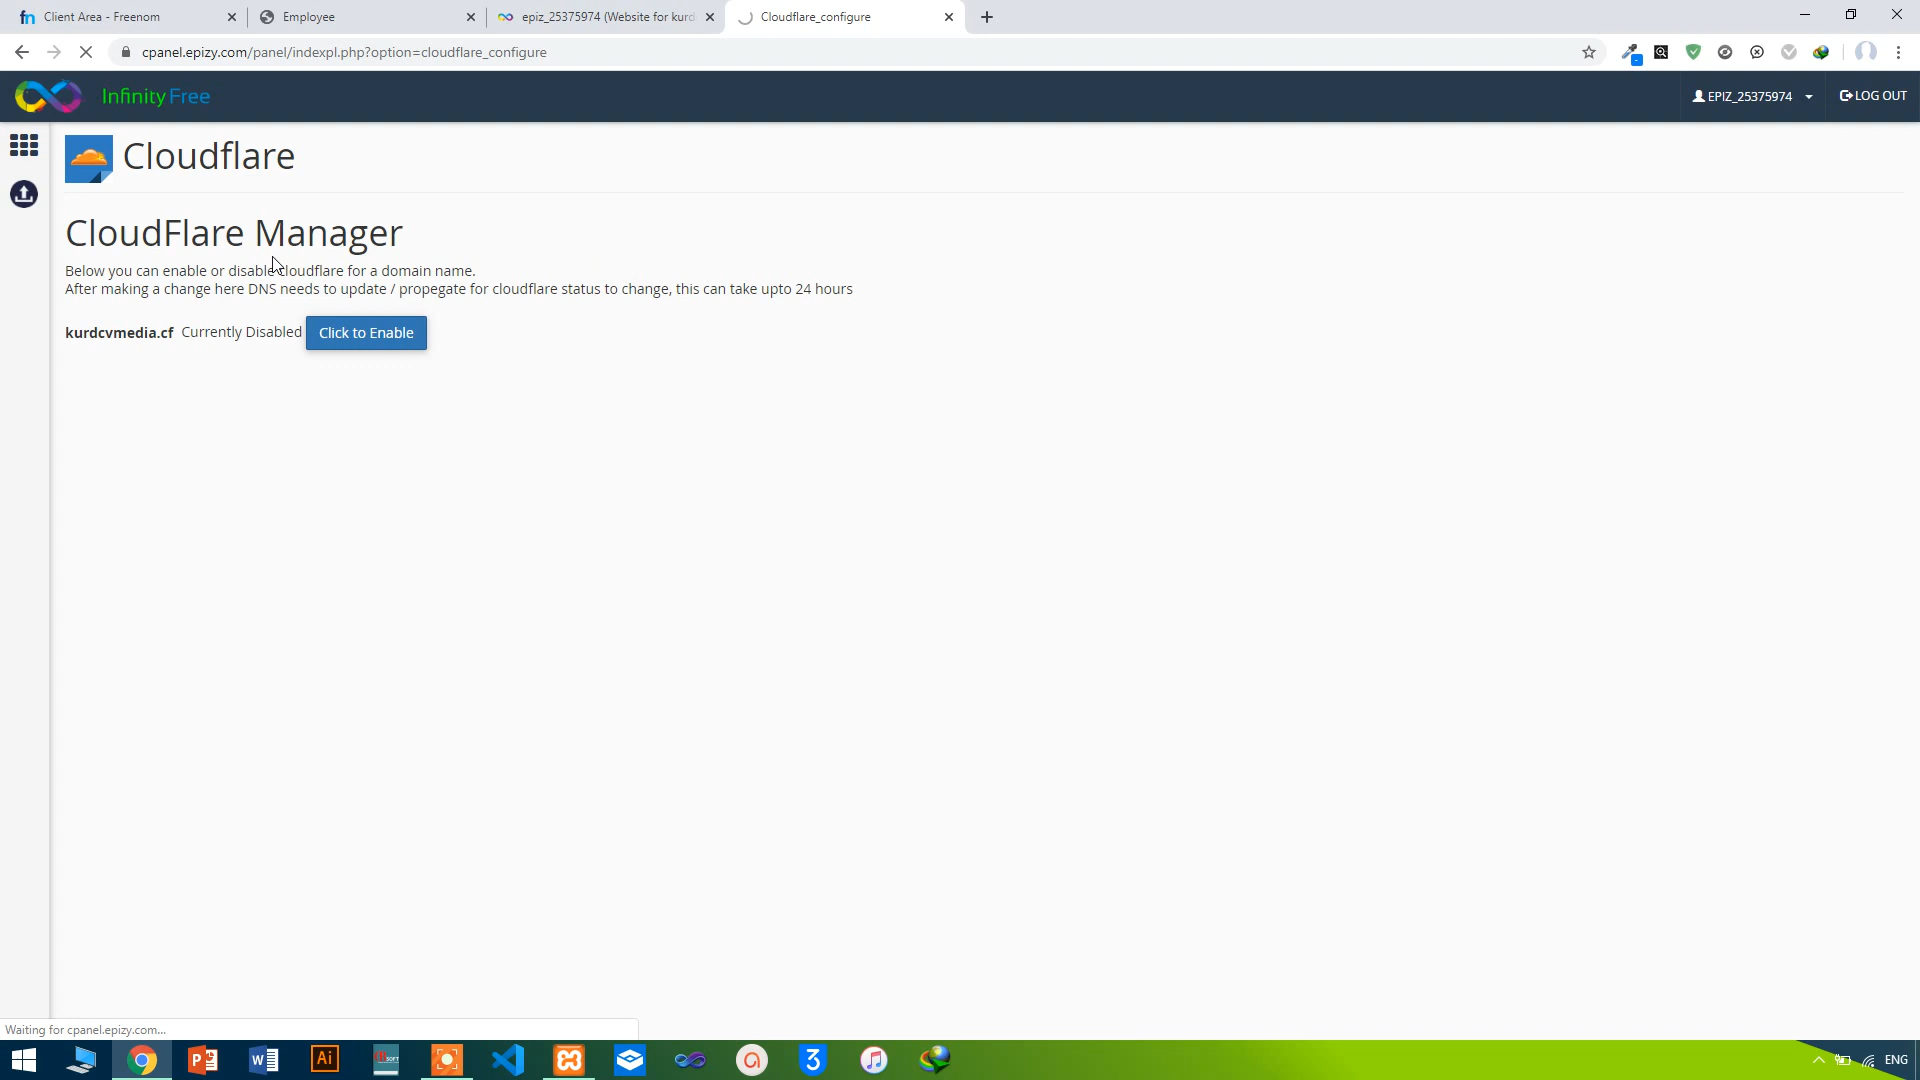 Client Area - Freenom
Employee
epiz_25375974 (Website for kurd
Cloudflare_configure
cpanel.epizy.com/panel/indexpl.php?option=cloudflare_configure
InfinityFree
EPIZ_25375974
LOG OUT
Cloudflare
CloudFlare Manager
Below you can enable or disable cloudflare for a domain name.
After making a change here DNS needs to update / propegate for cloudflare status to change, this can take upto 24 hours
kurdcvmedia.cf Currently Disabled Click to Enable
Waiting for cpanel.epizy.com...
ENG